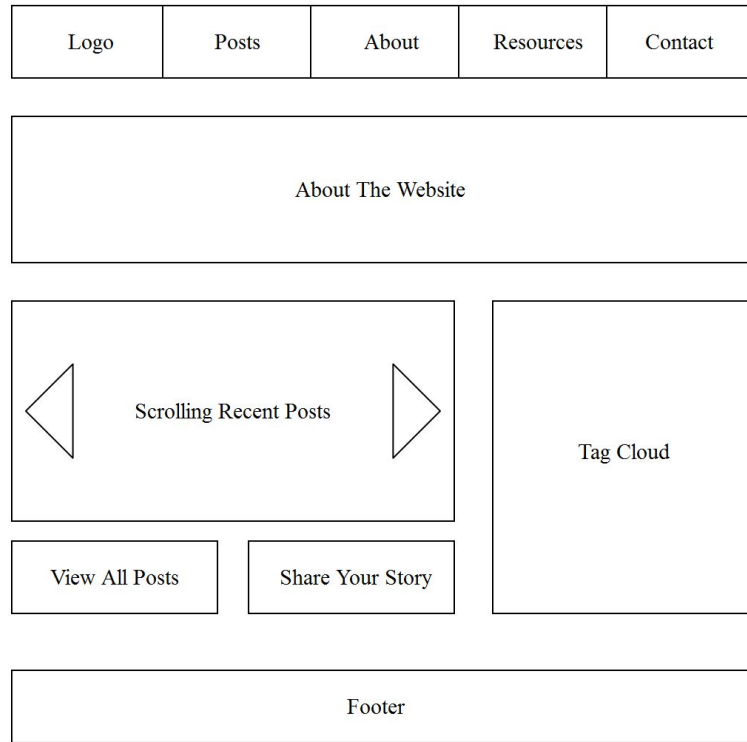 Logo
Posts
About
Resources
Contact
About The Website
Scrolling Recent Posts
Tag Cloud
View All Posts
Share Your Story
Footer